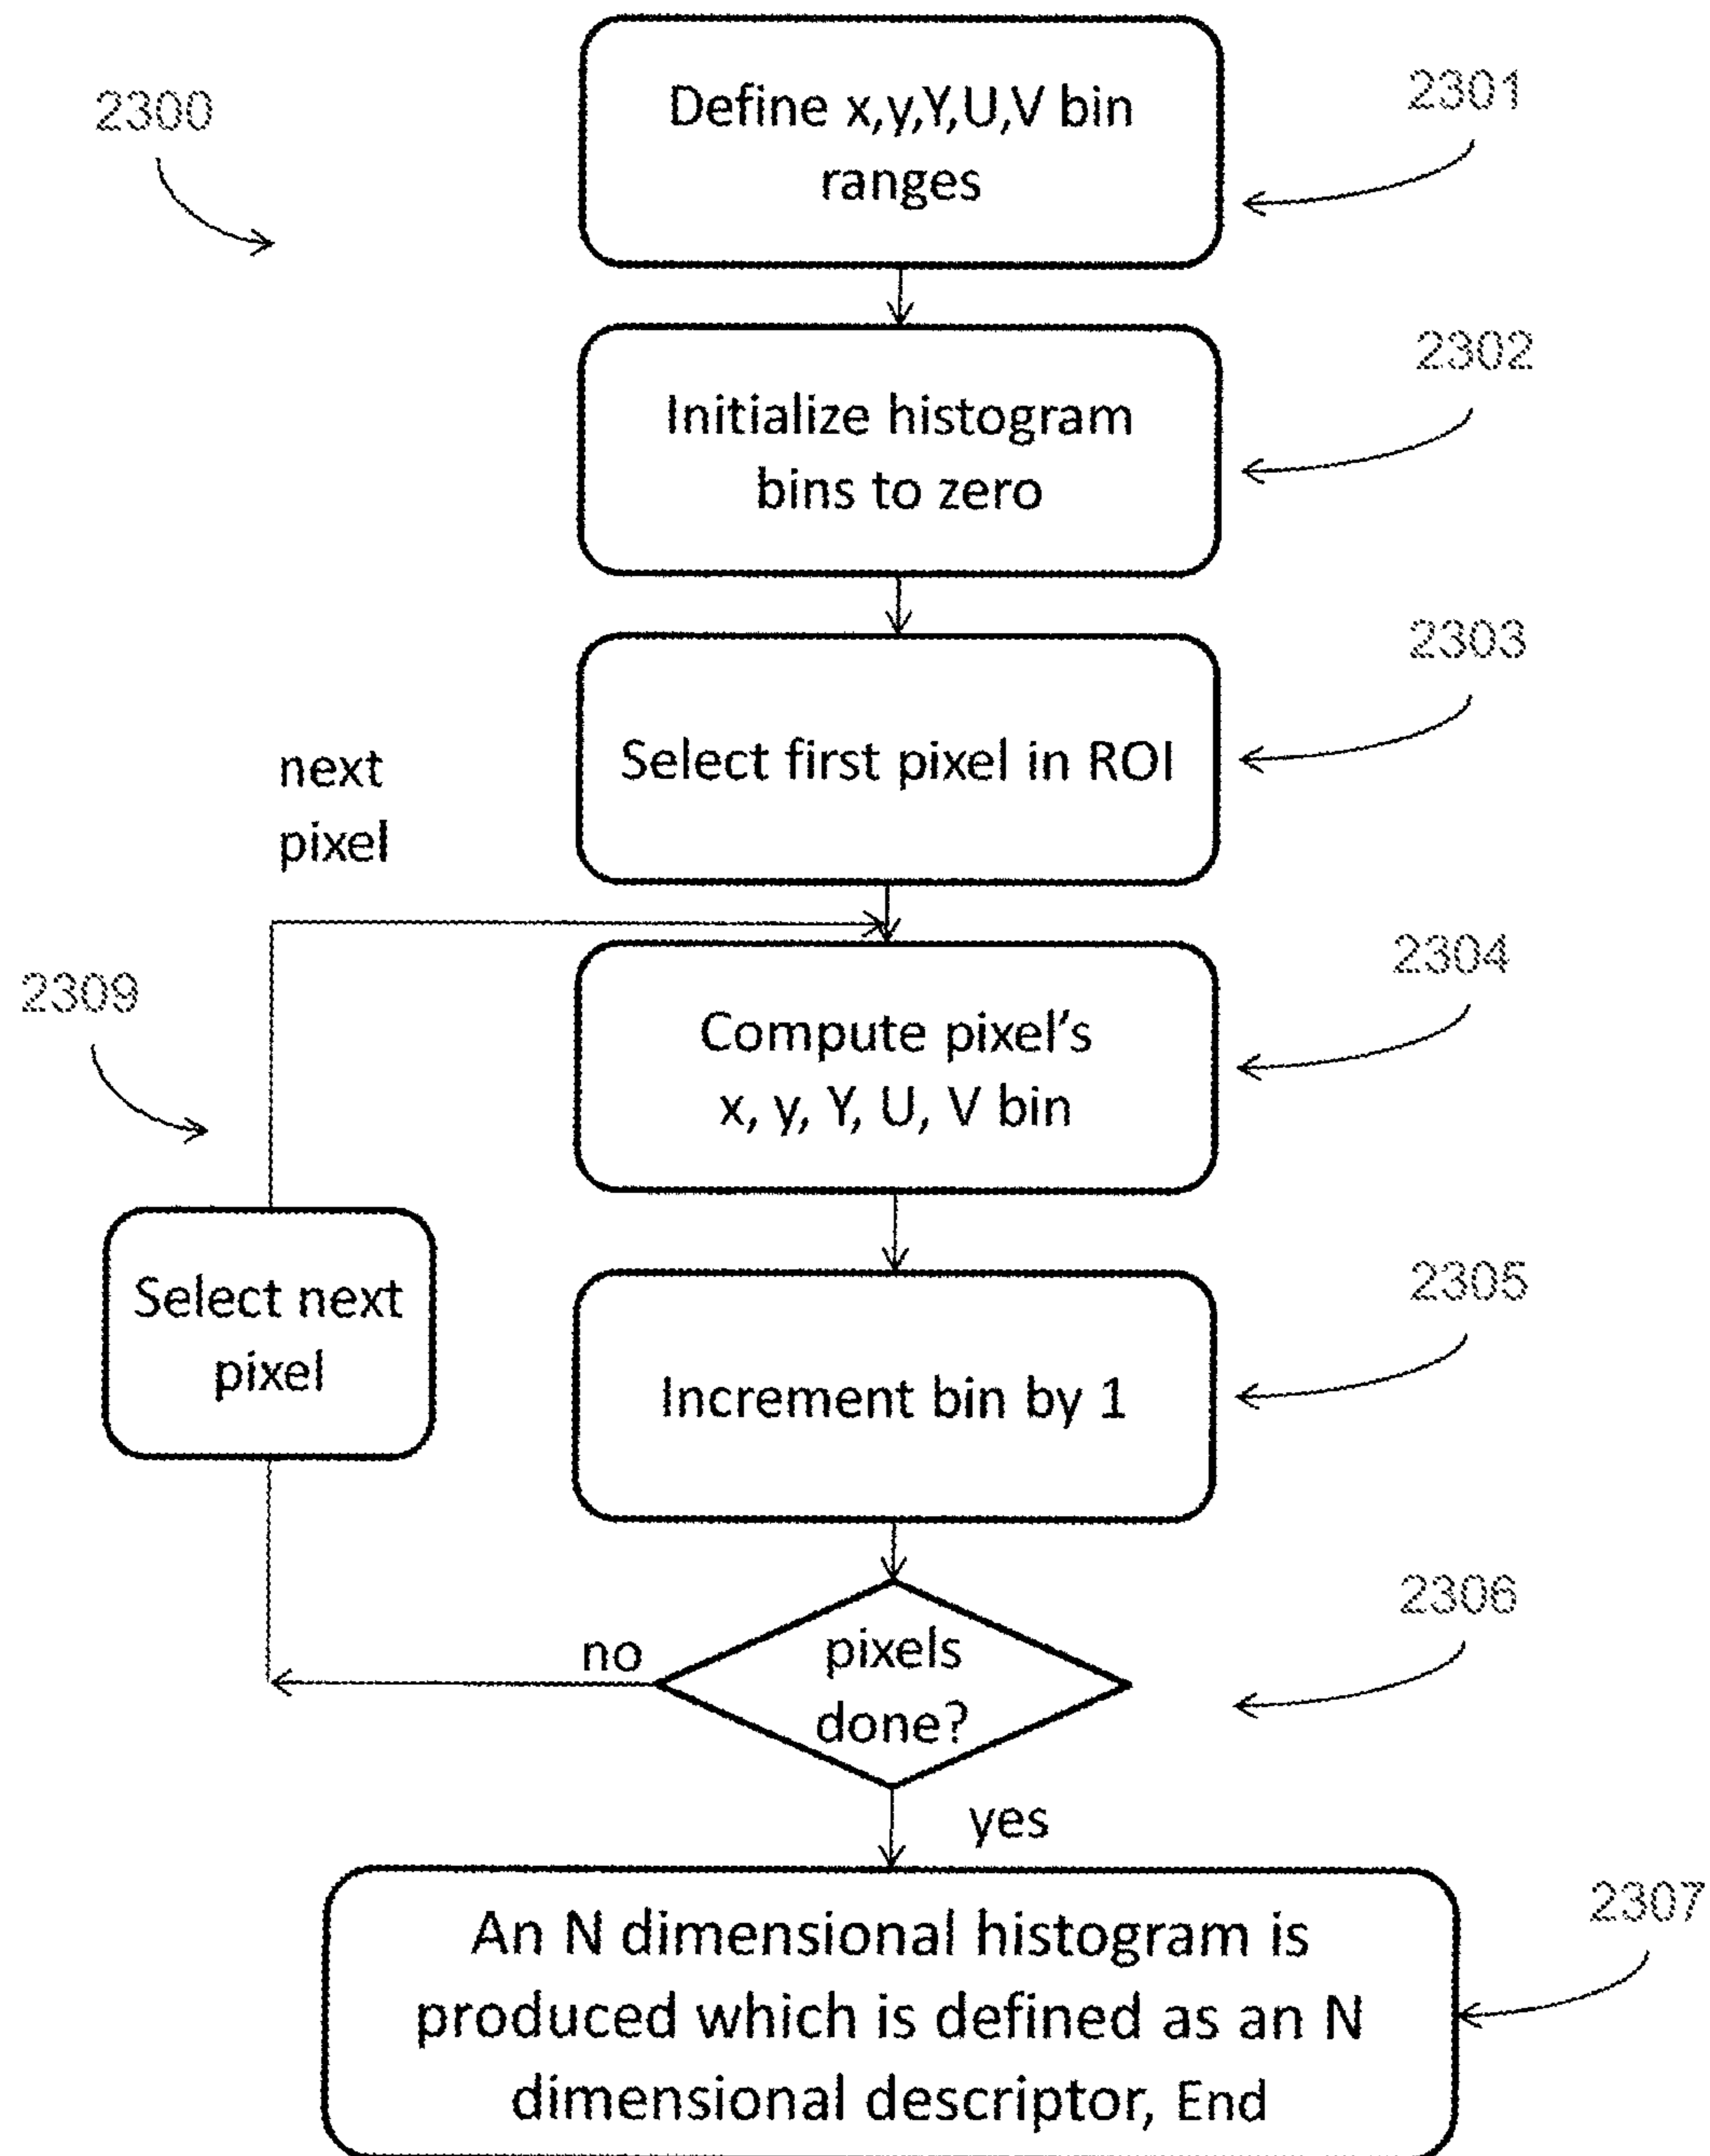 2300
Define x,y,Y,U,V bin
ranges
2301
Initialize histogram
bins to zero
2302
Select first pixel in ROI
2303
next
pixel
Compute pixel's
x, y, Y, U, V bin
2304
2309
Select next
pixel
Increment bin by 1
2305
pixels
done?
2306
no
yes
An N dimensional histogram is
produced which is defined as an N
dimensional descriptor, End
2307